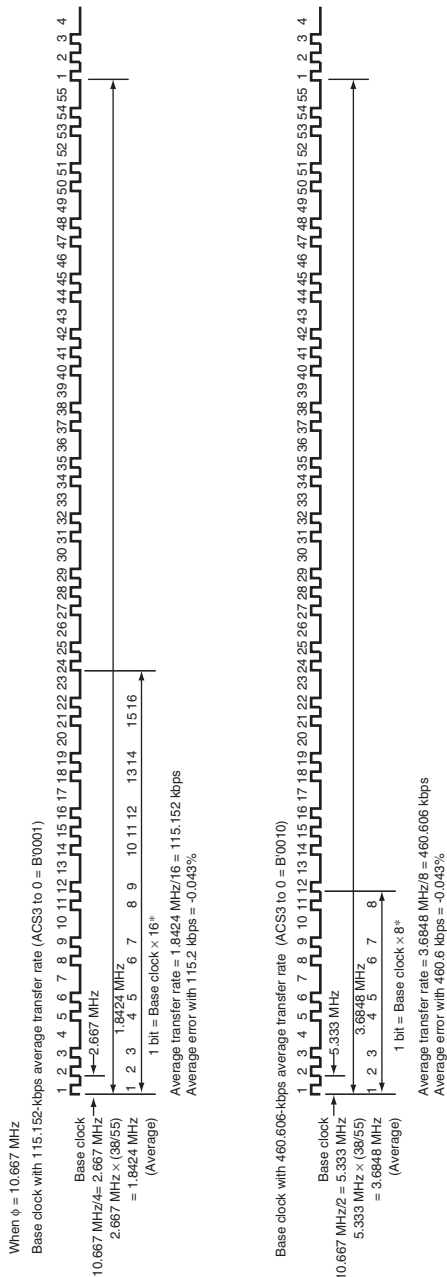 When ϕ = 10.667 MHz
Base clock with 115.152-kbps average transfer rate (ACS3 to 0 = B'0001)
1 2 3 4 5 6 7 8 9 10 11 12 13 14 15 16 17 18 19 20 21 22 23 24 25 26 27 28 29 30 31 32 33 34 35 36 37 38 39 40 41 42 43 44 45 46 47 48 49 50 51 52 53 54 55 1 2 3 4
Base clock
10.667 MHz/4= 2.667 MHz
2.667 MHz
2.667 MHz × (38/55)
1.8424 MHz
= 1.8424 MHz
1 2 3 4 5 6 7 8 9 10 11 12 13 14 15 16
(Average)
1 bit = Base clock × 16*
Average transfer rate = 1.8424 MHz/16 = 115.152 kbps
Average error with 115.2 kbps = -0.043%
Base clock with 460.606-kbps average transfer rate (ACS3 to 0 = B'0010)
1 2 3 4 5 6 7 8 9 10 11 12 13 14 15 16 17 18 19 20 21 22 23 24 25 26 27 28 29 30 31 32 33 34 35 36 37 38 39 40 41 42 43 44 45 46 47 48 49 50 51 52 53 54 55 1 2 3 4
Base clock
10.667 MHz/2 = 5.333 MHz
5.333 MHz
5.333 MHz × (38/55)
3.6848 MHz
= 3.6848 MHz
1 2 3 4 5 6 7 8
(Average)
1 bit = Base clock × 8*
Average transfer rate = 3.6848 MHz/8 = 460.606 kbps
Average error with 460.6 kbps = -0.043%